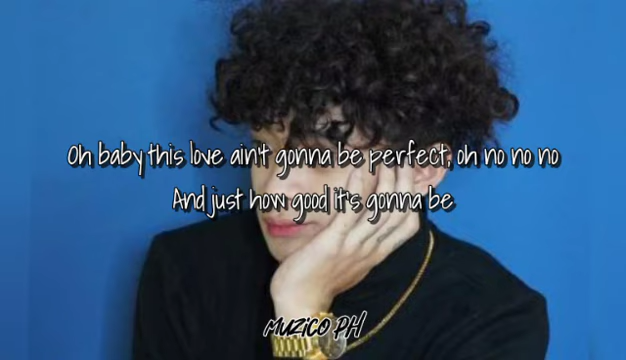 Oh baby this love ain't gonna be perfect, oh no no no
And just how good it's gonna be
MUZICO PH